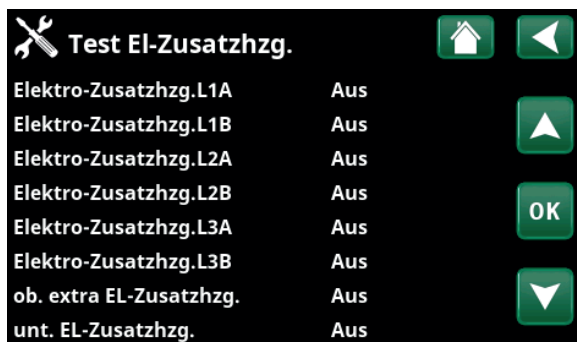 Test El-Zusatzhzg.
Elektro-Zusatzhzg.L1A Aus
Elektro-Zusatzhzg.L1B Aus
Elektro-Zusatzhzg.L2A Aus
Elektro-Zusatzhzg.L2B Aus
OK
Elektro-Zusatzhzg.L3A Aus
Elektro-Zusatzhzg.L3B Aus
ob. extra EL-Zusatzhzg. Aus
unt. EL-Zusatzhzg. Aus